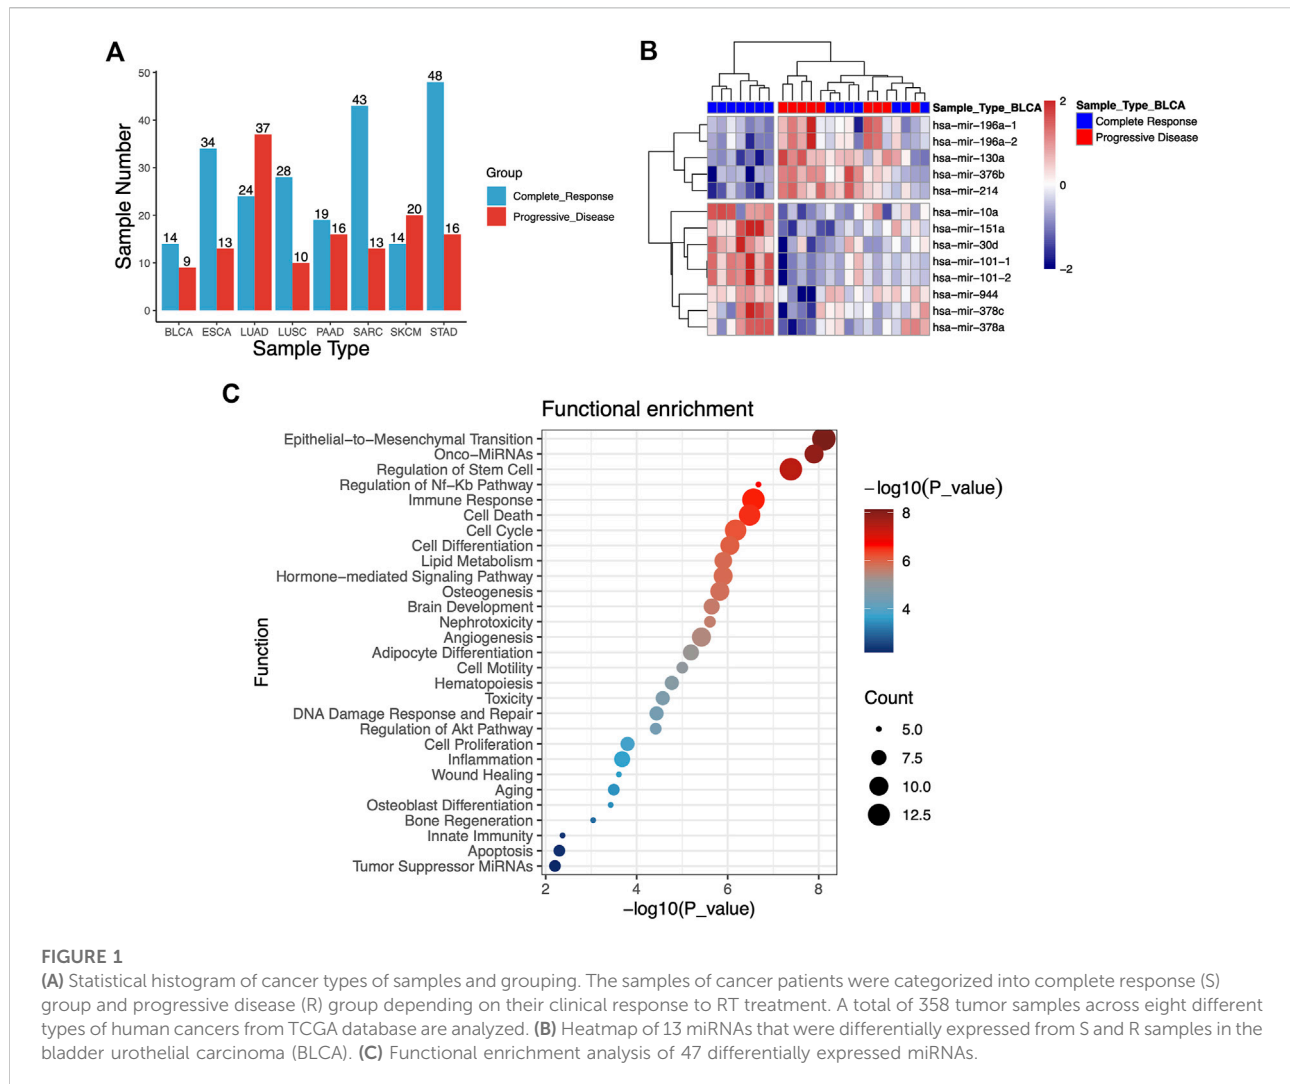 A
Sample Number
50
40
30
20
10
0
14
9
34
13
24
37
28
10
19
16
43
13
14
20
48
16
BLCA
ESCA
LUAD
LUSC
PAAD
SARC
SKCM
STAD
Sample Type
Group
Complete_Response
Progressive_Disease
B
Sample_Type_BLCA
hsa-mir-196a-1
hsa-mir-196a-2
hsa-mir-130a
hsa-mir-376b
hsa-mir-214
hsa-mir-10a
hsa-mir-151a
hsa-mir-30d
hsa-mir-101-1
hsa-mir-101-2
hsa-mir-944
hsa-mir-378c
hsa-mir-378a
2
0
−2
Sample_Type_BLCA
Complete Response
Progressive Disease
C
Functional enrichment
Function
Epithelial−to−Mesenchymal Transition
Onco−MiRNAs
Regulation of Stem Cell
Regulation of Nf−Kb Pathway
Immune Response
Cell Death
Cell Cycle
Cell Differentiation
Lipid Metabolism
Hormone−mediated Signaling Pathway
Osteogenesis
Brain Development
Nephrotoxicity
Angiogenesis
Adipocyte Differentiation
Cell Motility
Hematopoiesis
Toxicity
DNA Damage Response and Repair
Regulation of Akt Pathway
Cell Proliferation
Inflammation
Wound Healing
Aging
Osteoblast Differentiation
Bone Regeneration
Innate Immunity
Apoptosis
Tumor Suppressor MiRNAs
2
4
6
8
−log10(P_value)
−log10(P_value)
8
6
4
Count
5.0
7.5
10.0
12.5
FIGURE 1
(A) Statistical histogram of cancer types of samples and grouping. The samples of cancer patients were categorized into complete response (S)
group and progressive disease (R) group depending on their clinical response to RT treatment. A total of 358 tumor samples across eight different
types of human cancers from TCGA database are analyzed. (B) Heatmap of 13 miRNAs that were differentially expressed from S and R samples in the
bladder urothelial carcinoma (BLCA). (C) Functional enrichment analysis of 47 differentially expressed miRNAs.